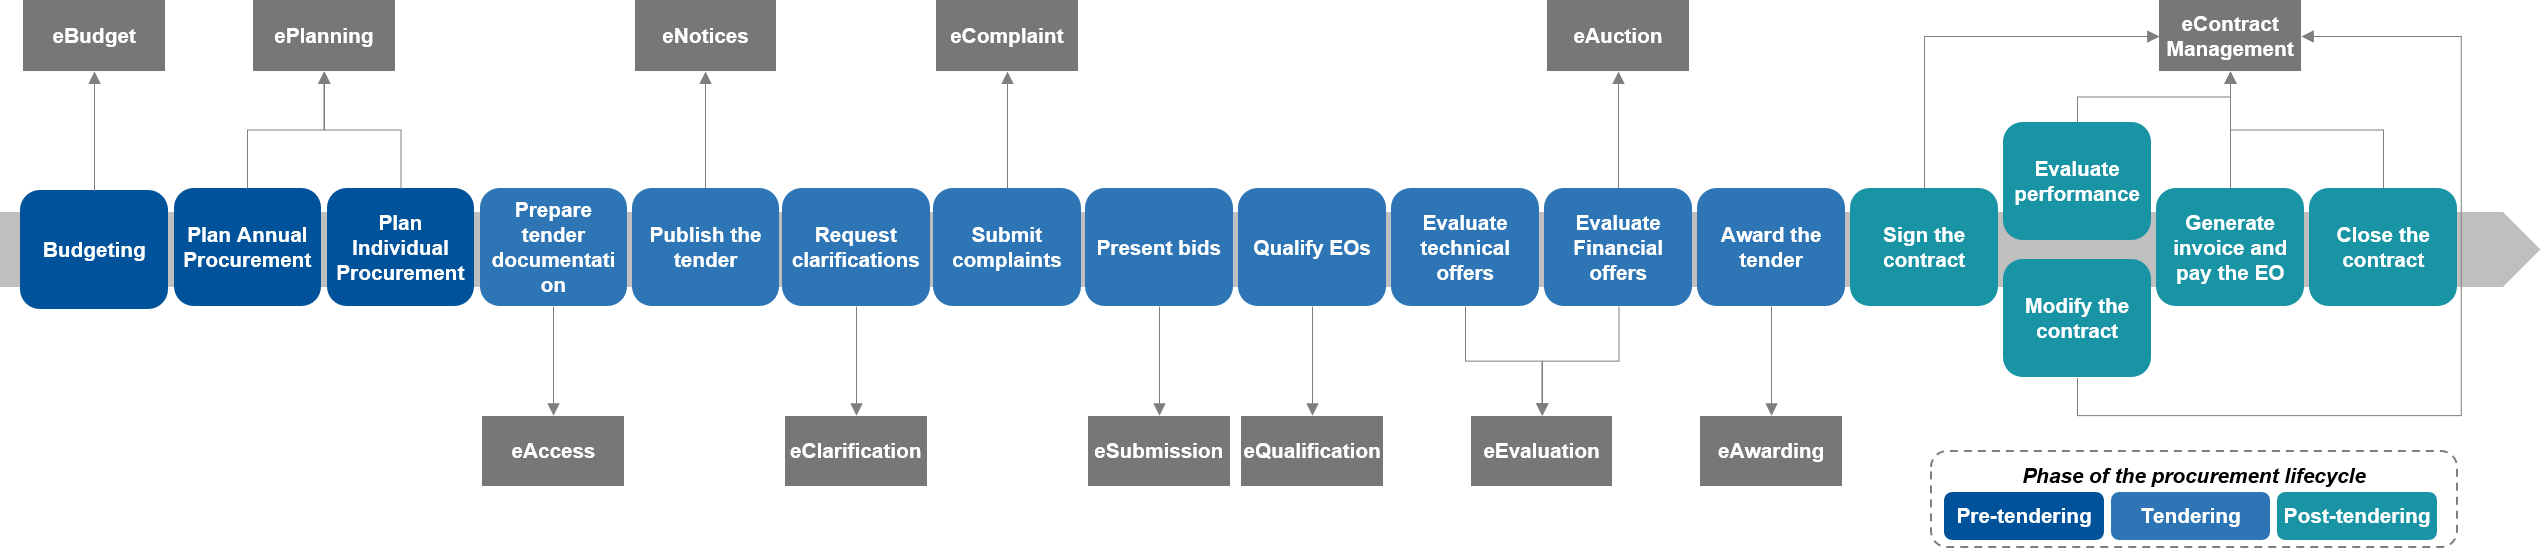 eBudget
ePlanning
eNotices
eComplaint
eAuction
eContract
Management
Budgeting
Plan Annual
Procurement
Plan
Individual
Procurement
Prepare
tender
documentati
on
Publish the
tender
Request
clarifications
Submit
complaints
Present bids
Qualify EOs
Evaluate
technical
offers
Evaluate
Financial
offers
Award the
tender
Sign the
contract
Evaluate
performance
Modify the
contract
Generate
invoice and
pay the EO
Close the
contract
eAccess
eClarification
eSubmission
eQualification
eEvaluation
eAwarding
Phase of the procurement lifecycle
Pre-tendering
Tendering
Post-tendering